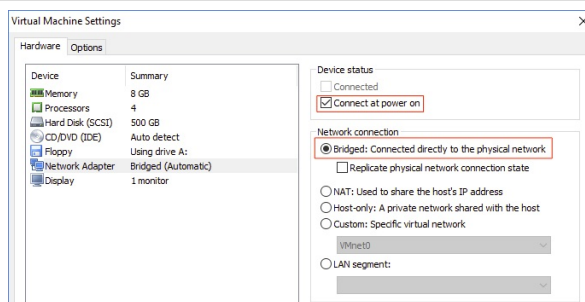 Virtual Machine Settings
Hardware Options
Device Summary
Memory 8 GB
Processors 4
Hard Disk (SCSI) 500 GB
CD/DVD (IDE) Auto detect
Floppy Using drive A:
Network Adapter Bridged (Automatic)
Display 1 monitor
Device status
Connected
Connect at power on
Network connection
Bridged: Connected directly to the physical network
Replicate physical network connection state
NAT: Used to share the host's IP address
Host-only: A private network shared with the host
Custom: Specific virtual network
VMnet0
LAN segment: